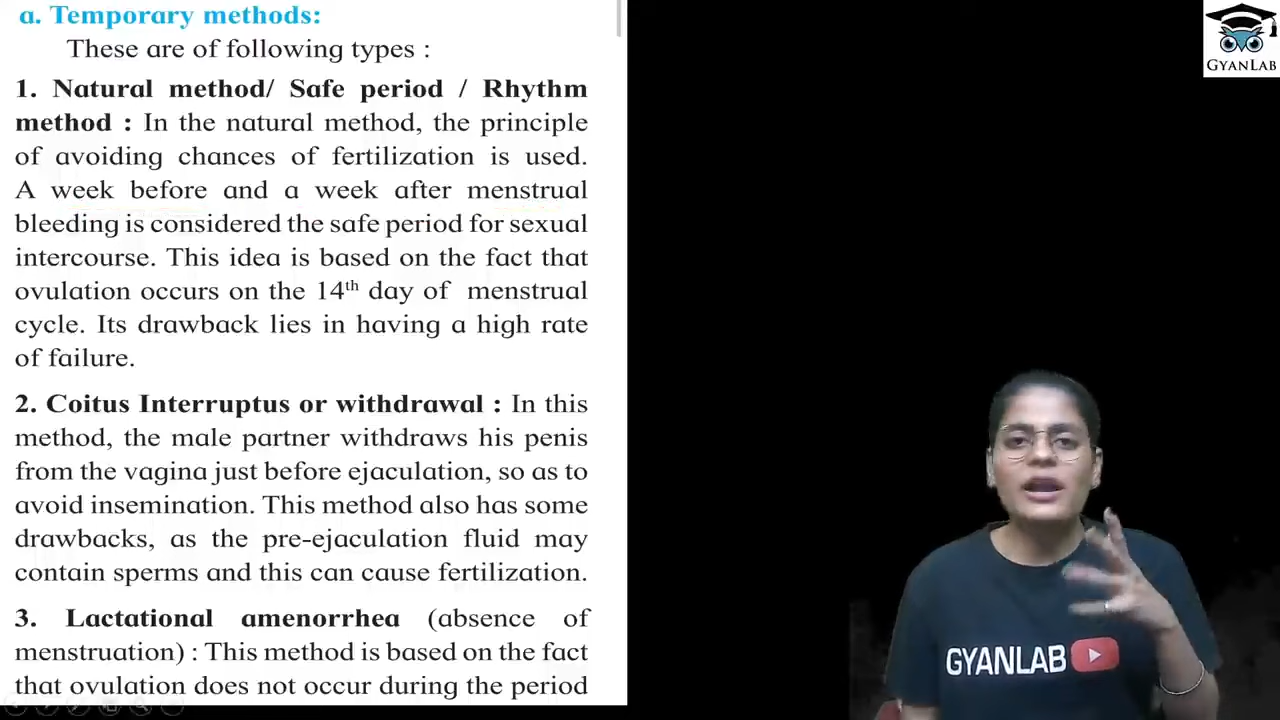 a. Temporary methods:
These are of following types :
1. Natural method/ Safe period / Rhythm
method : In the natural method, the principle
of avoiding chances of fertilization is used.
A week before and a week after menstrual
bleeding is considered the safe period for sexual
intercourse. This idea is based on the fact that
ovulation occurs on the 14th day of menstrual
cycle. Its drawback lies in having a high rate
of failure.
2. Coitus Interruptus or withdrawal : In this
method, the male partner withdraws his penis
from the vagina just before ejaculation, so as to
avoid insemination. This method also has some
drawbacks, as the pre-ejaculation fluid may
contain sperms and this can cause fertilization.
3. Lactational amenorrhea (absence of
menstruation) : This method is based on the fact
that ovulation does not occur during the period
GYANLAB
GYANLAB